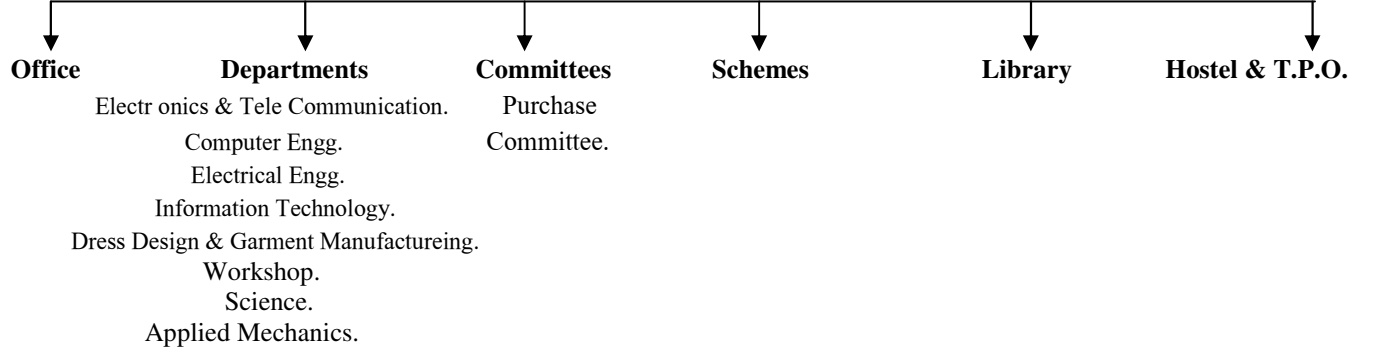 Office Departments Committees Schemes Library Hostel & T.P.O.
Electr onics & Tele Communication. Purchase
Computer Engg. Committee.
Electrical Engg.
Information Technology.
Dress Design & Garment Manufactureing.
Workshop.
Science.
Applied Mechanics.